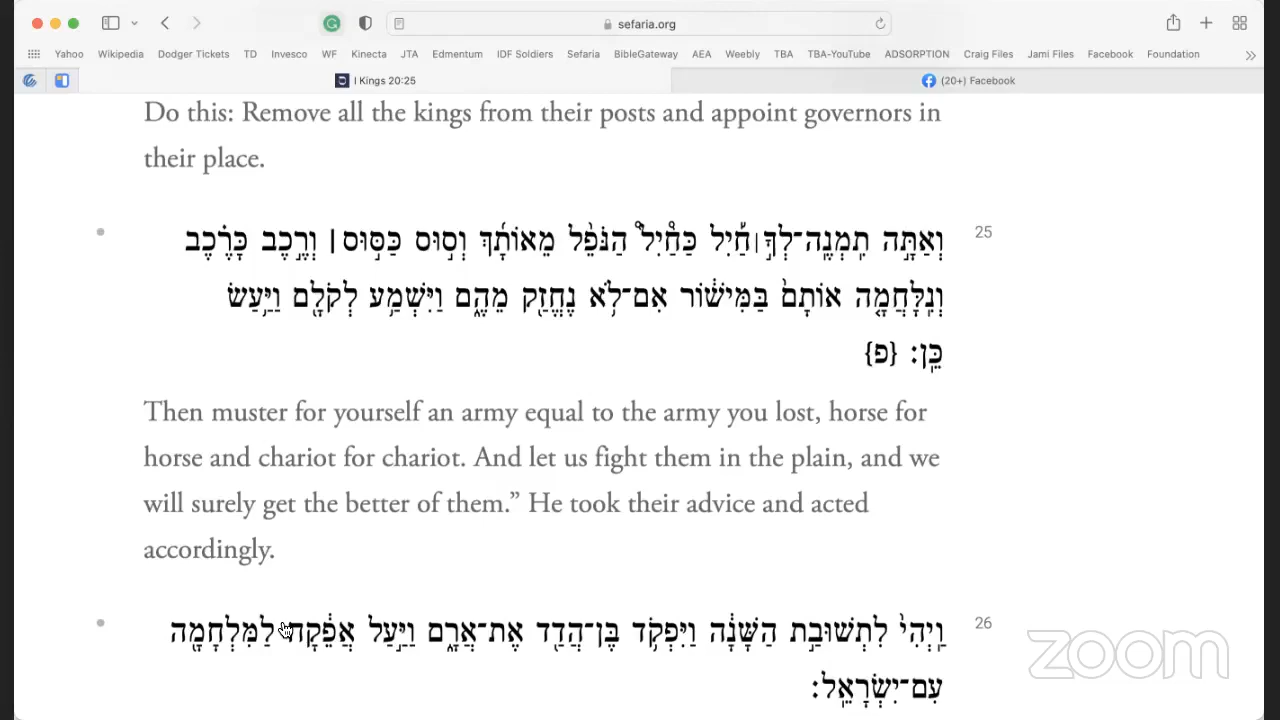 sefaria.org
Yahoo Wikipedia Dodger Tickets TD Invesco WF Kinecta JTA Edmentum IDF Soldiers Sefaria BibleGateway AEA Weebly TBA TBA-YouTube ADSORPTION Craig Files Jami Files Facebook Foundation
I Kings 20:25 (20+) Facebook
Do this: Remove all the kings from their posts and appoint governors in
their place.
25
וְאַתָּ֣ה תִֽמְנֶה־לְךָ֣ ׀ חַ֡יִל כַּחַ֩יִל֩ הַנֹּפֵ֨ל מֵאוֹתָ֜ךְ וְס֣וּס כַּסּ֣וּס ׀ וְרֶ֣כֶב כָּרֶ֗כֶב
וְנִֽלָּחֲמָ֤ה אוֹתָם֙ בַּמִּישׁ֔וֹר אִם־לֹ֥א נֶחֱזַ֖ק מֵהֶ֑ם וַיִּשְׁמַ֥ע לְקֹלָ֖ם וַיַּ֥עַשׂ
כֵּֽן׃ {פ}
Then muster for yourself an army equal to the army you lost, horse for
horse and chariot for chariot. And let us fight them in the plain, and we
will surely get the better of them.” He took their advice and acted
accordingly.
26
וַֽיְהִי֙ לִתְשׁוּבַ֣ת הַשָּׁנָ֔ה וַיִּפְקֹ֥ד בֶּן־הֲדַ֖ד אֶת־אֲרָ֑ם וַיַּ֣עַל אֲפֵ֔קָה לַמִּלְחָמָ֖ה
עִם־יִשְׂרָאֵֽל׃
zoom